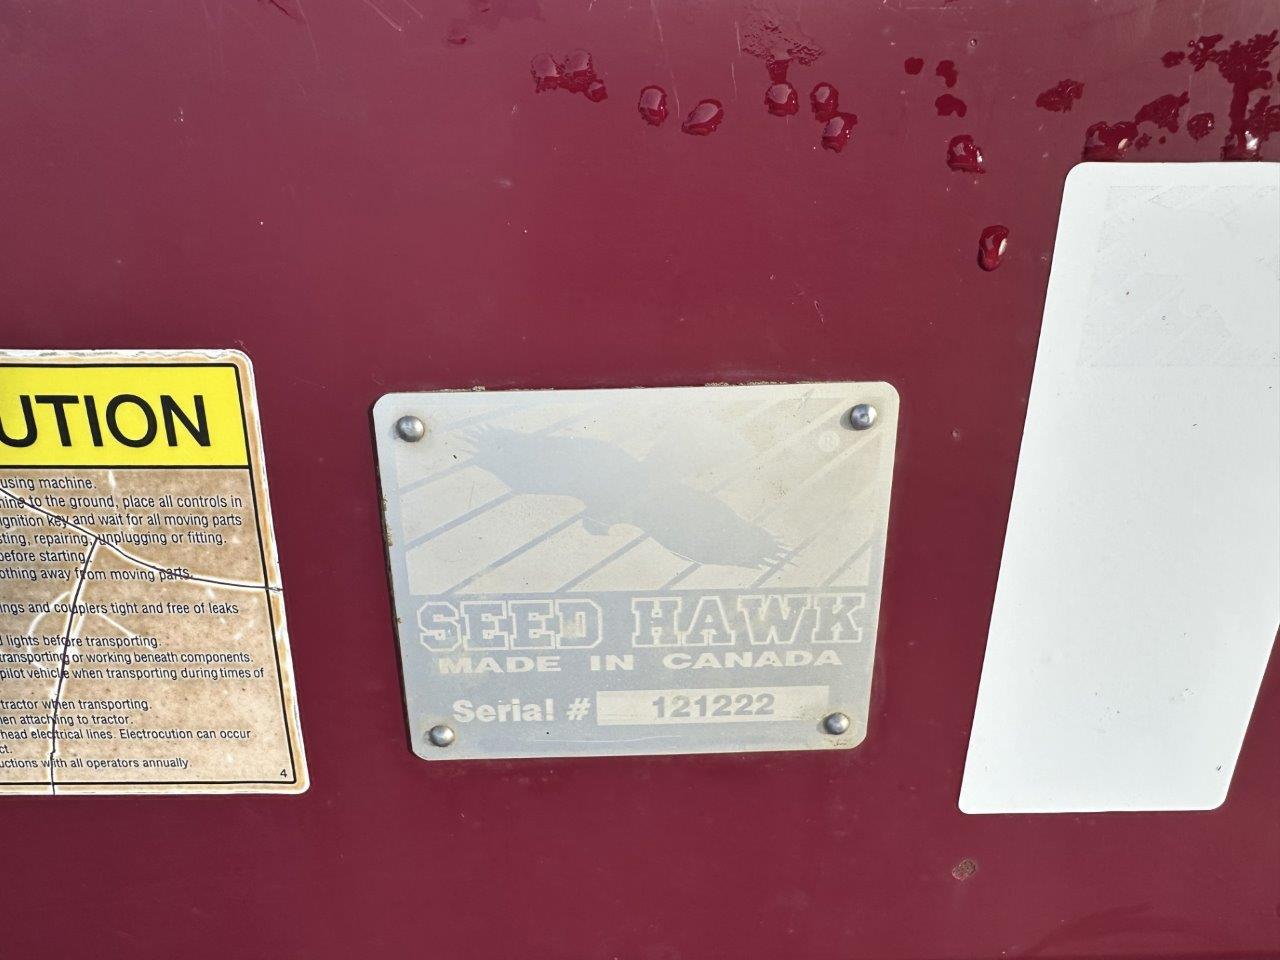 UTION
using machine.
hine to the ground, place all controls in
ignition key and wait for all moving parts
sting, repairing, unplugging or fitting.
before starting.
othing away from moving parts.
ings and couplers tight and free of leaks
d lights before transporting.
transporting or working beneath components.
pilot vehicle when transporting during times of
tractor when transporting.
hen attaching to tractor.
head electrical lines. Electrocution can occur
ct.
uctions with all operators annually.
4
®
SEED HAWK
MADE IN CANADA
Serial # 121222